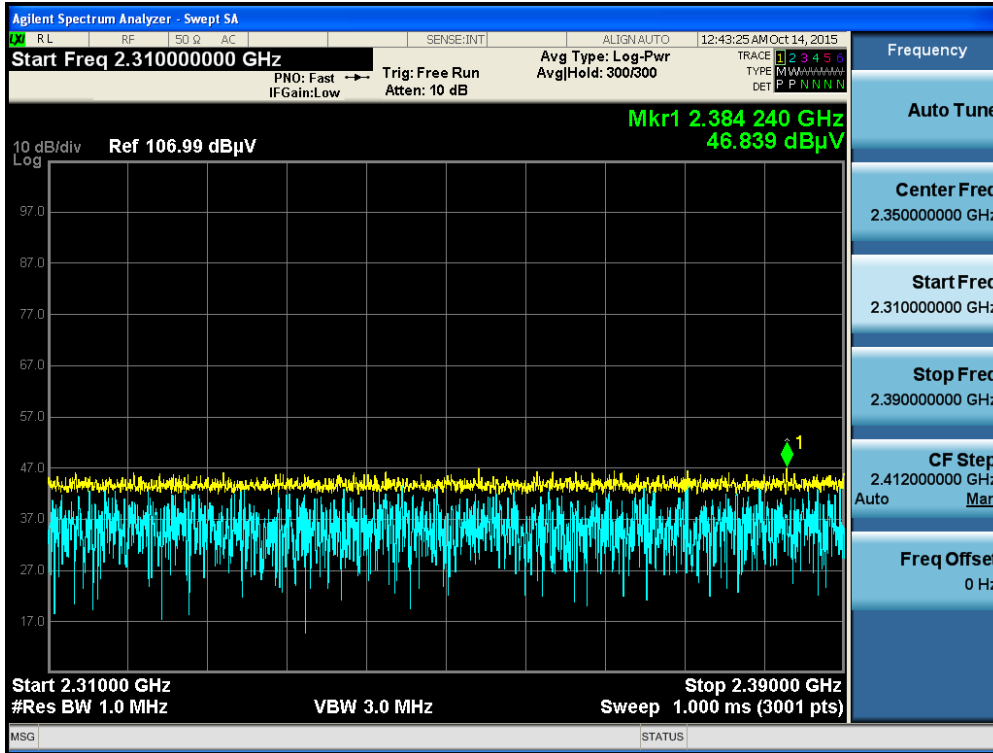 Agilent Spectrum Analyzer - Swept SA
LXI RL RF 50 Ω AC SENSE:INT ALIGN AUTO 12:43:25 AM Oct 14, 2015
Start Freq 2.310000000 GHz
PNO: Fast
IFGain:Low
Trig: Free Run
Atten: 10 dB
Avg Type: Log-Pwr
Avg|Hold: 300/300
TRACE 1 2 3 4 5 6
TYPE M W W W W W
DET P P N N N N
Mkr1 2.384 240 GHz
46.839 dBµV
10 dB/div Ref 106.99 dBµV
Log
97.0
87.0
77.0
67.0
57.0
47.0
37.0
27.0
17.0
1
Start 2.31000 GHz Stop 2.39000 GHz
#Res BW 1.0 MHz VBW 3.0 MHz Sweep 1.000 ms (3001 pts)
MSG STATUS
Frequency
Auto Tune
Center Freq
2.350000000 GHz
Start Freq
2.310000000 GHz
Stop Freq
2.390000000 GHz
CF Step
2.412000000 GHz
Auto Man
Freq Offset
0 Hz